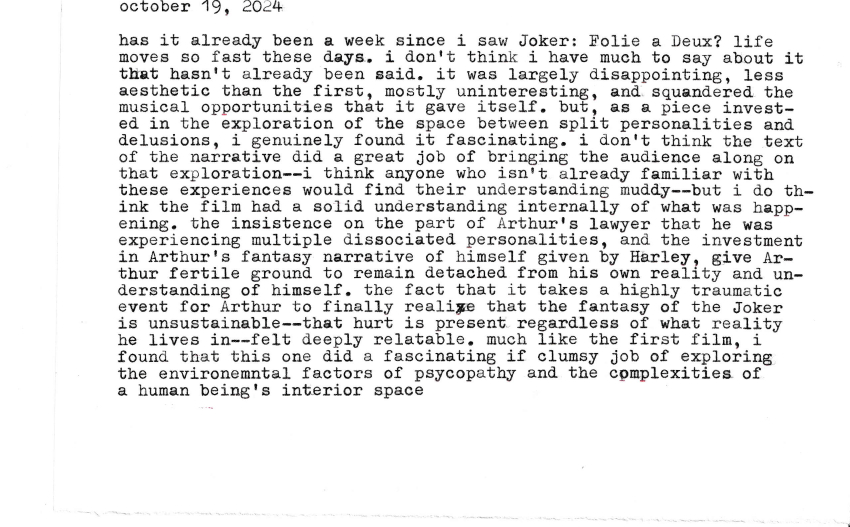 october 19, 2024
has it already been a week since i saw Joker: Folie a Deux? life
moves so fast these days. i don't think i have much to say about it
that hasn't already been said. it was largely disappointing, less
aesthetic than the first, mostly uninteresting, and squandered the
musical opportunities that it gave itself. but, as a piece invest-
ed in the exploration of the space between split personalities and
delusions, i genuinely found it fascinating. i don't think the text
of the narrative did a great job of bringing the audience along on
that exploration--i think anyone who isn't already familiar with
these experiences would find their understanding muddy--but i do th-
ink the film had a solid understanding internally of what was happ-
ening. the insistence on the part of Arthur's lawyer that he was
experiencing multiple dissociated personalities, and the investment
in Arthur's fantasy narrative of himself given by Harley, give Ar-
thur fertile ground to remain detached from his own reality and un-
derstanding of himself. the fact that it takes a highly traumatic
event for Arthur to finally realize that the fantasy of the Joker
is unsustainable--that hurt is present regardless of what reality
he lives in--felt deeply relatable. much like the first film, i
found that this one did a fascinating if clumsy job of exploring
the environemntal factors of psycopathy and the complexities of
a human being's interior space